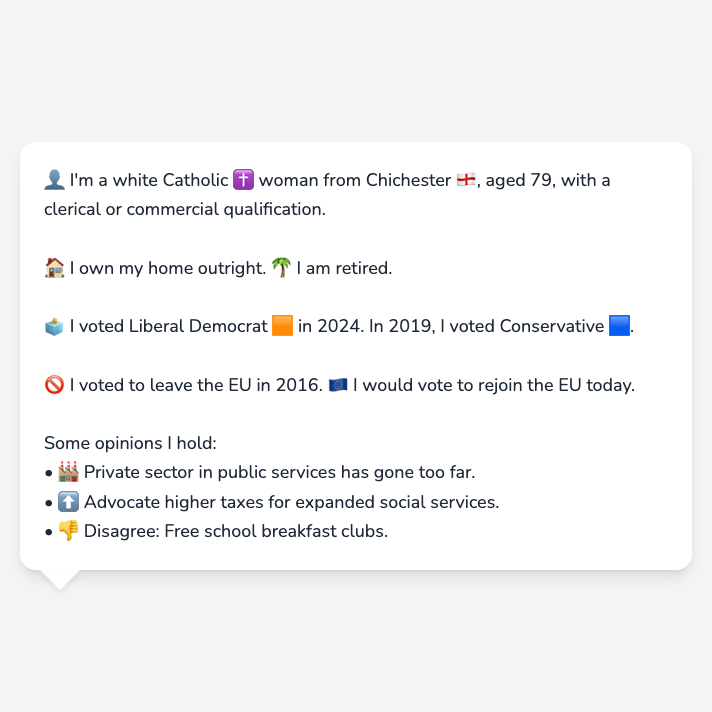 👤 I'm a white Catholic ✝️ woman from Chichester 🏴󠁧󠁢󠁥󠁮󠁧󠁿, aged 79, with a
clerical or commercial qualification.
🏠 I own my home outright. 🌴 I am retired.
🗳️ I voted Liberal Democrat 🟧 in 2024. In 2019, I voted Conservative 🟦.
🚫 I voted to leave the EU in 2016. 🇪🇺 I would vote to rejoin the EU today.
Some opinions I hold:
• 🏭 Private sector in public services has gone too far.
• ⬆️ Advocate higher taxes for expanded social services.
• 👎 Disagree: Free school breakfast clubs.